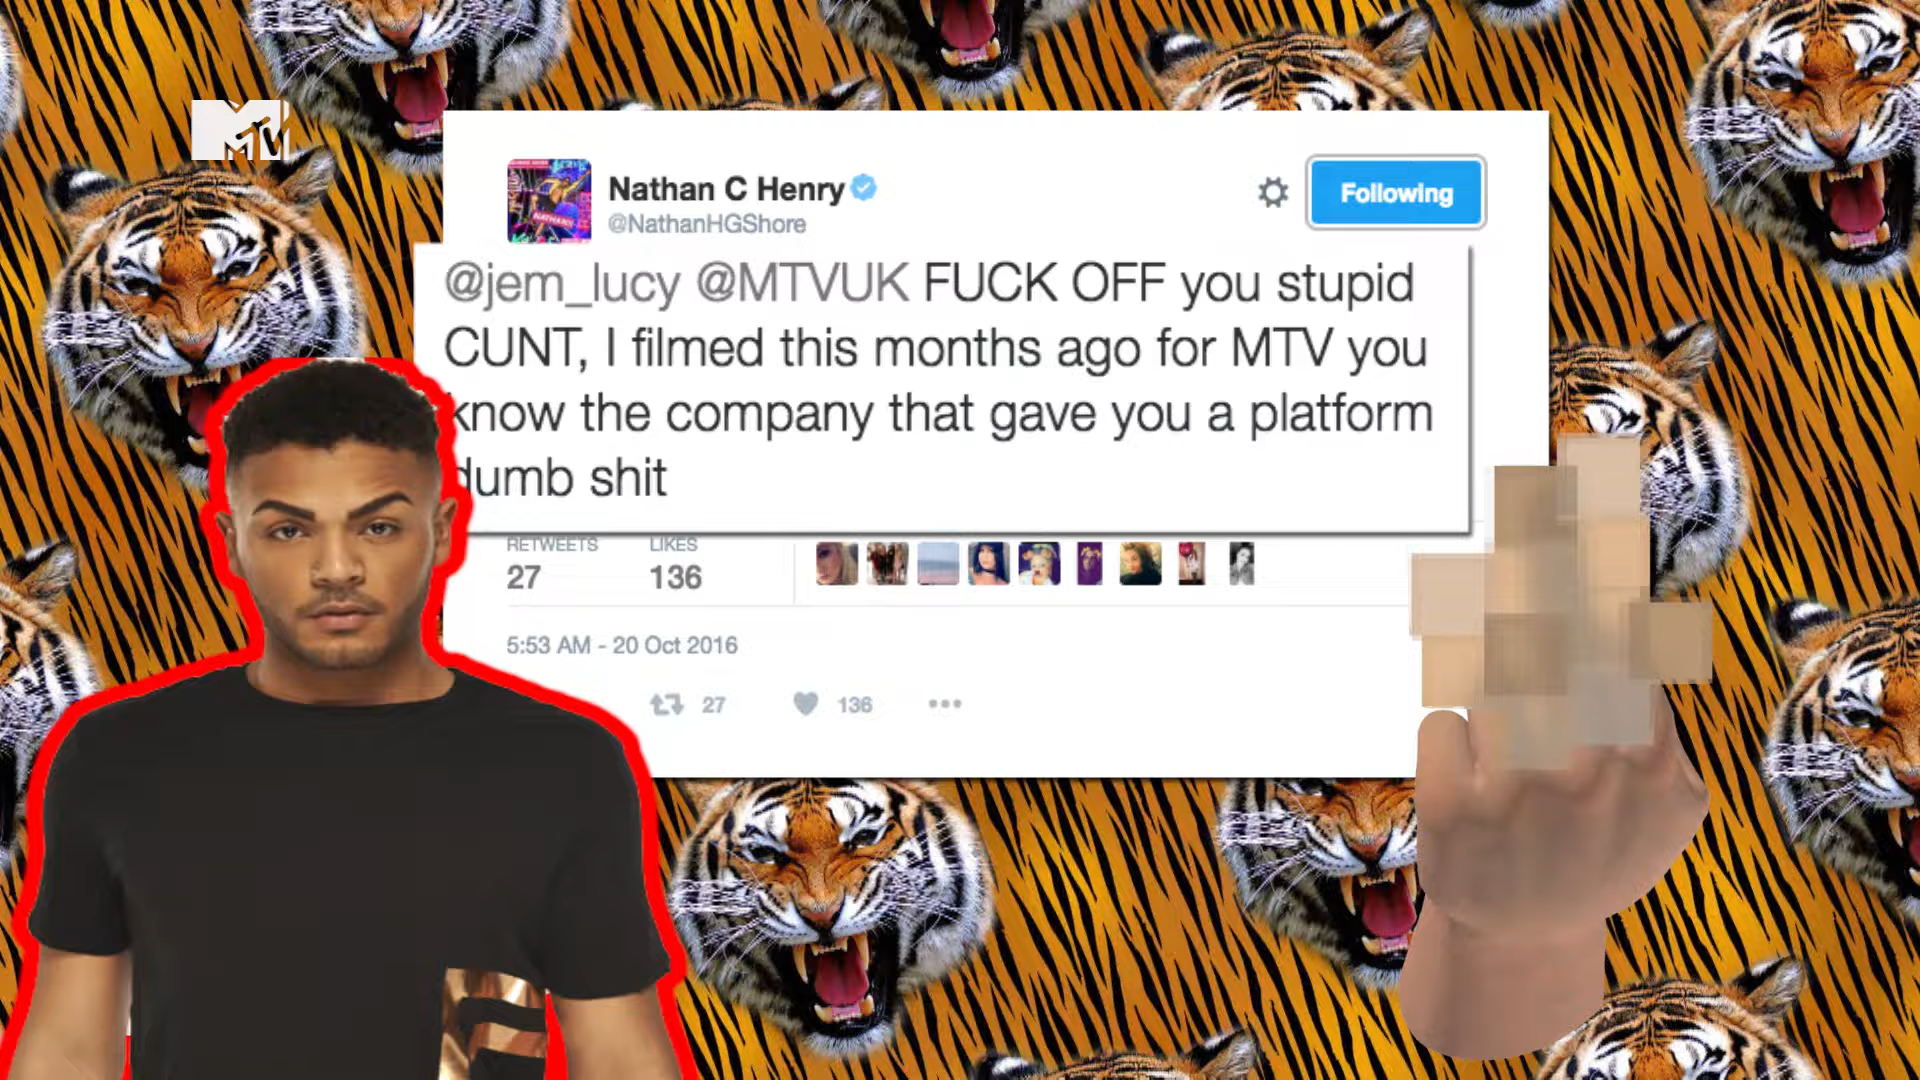 MTV
Nathan C Henry
@NathanHGShore
Following
@jem_lucy @MTVUK FUCK OFF you stupid
CUNT, I filmed this months ago for MTV you
know the company that gave you a platform
dumb shit
RETWEETS LIKES
27 136
5:53 AM - 20 Oct 2016
27 136